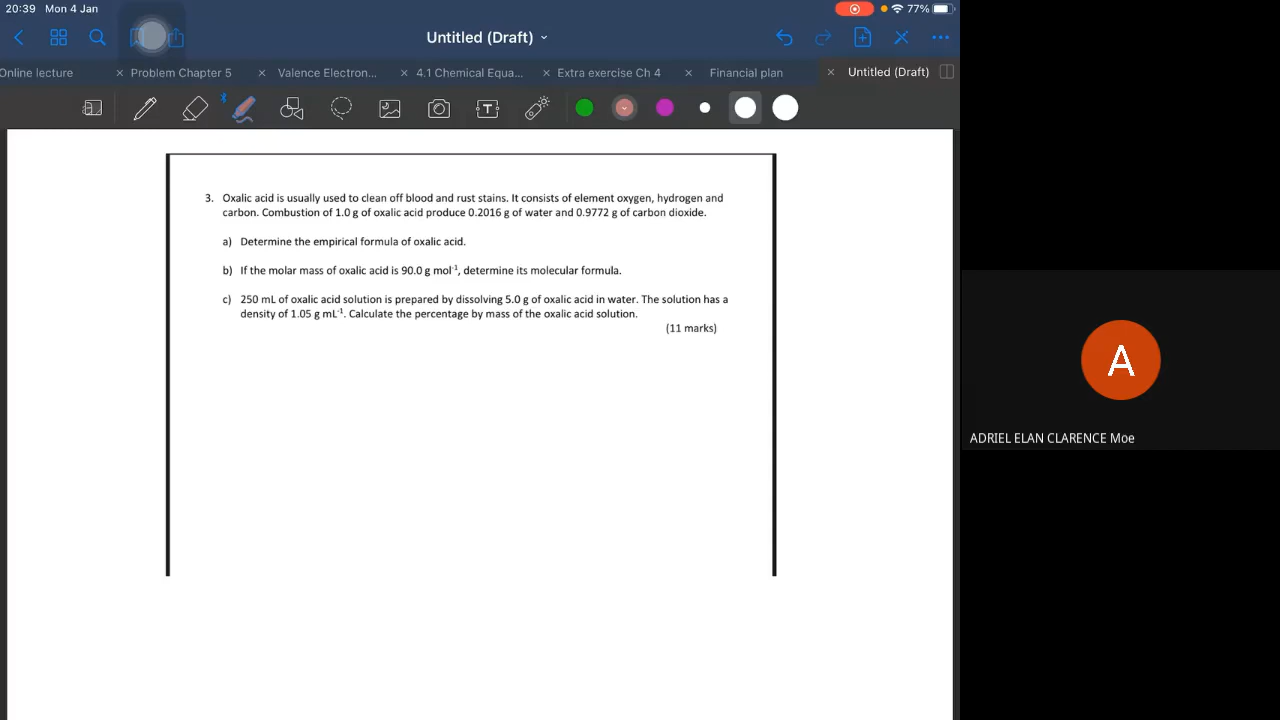 20:39 Mon 4 Jan
77%
Untitled (Draft)
Online lecture
Problem Chapter 5
Valence Electron...
4.1 Chemical Equa...
Extra exercise Ch 4
Financial plan
Untitled (Draft)
T
3. Oxalic acid is usually used to clean off blood and rust stains. It consists of element oxygen, hydrogen and
carbon. Combustion of 1.0 g of oxalic acid produce 0.2016 g of water and 0.9772 g of carbon dioxide.
a) Determine the empirical formula of oxalic acid.
b) If the molar mass of oxalic acid is 90.0 g mol⁻¹, determine its molecular formula.
c) 250 mL of oxalic acid solution is prepared by dissolving 5.0 g of oxalic acid in water. The solution has a
density of 1.05 g mL⁻¹. Calculate the percentage by mass of the oxalic acid solution.
(11 marks)
A
ADRIEL ELAN CLARENCE Moe